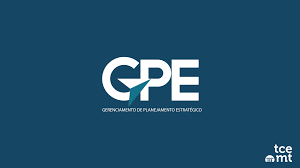 GPE
GERENCIAMENTO DE PLANEJAMENTO ESTRATÉGICO
tce
mt